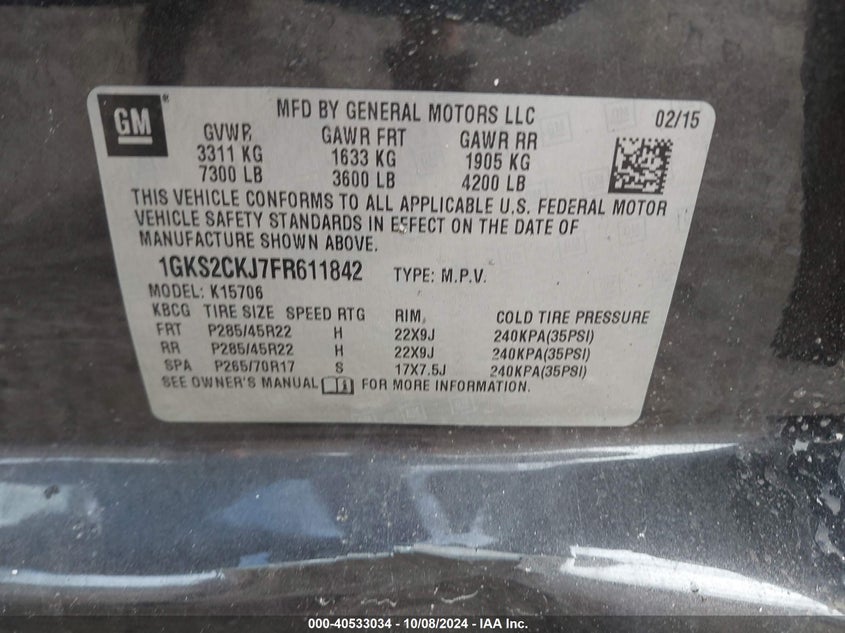 GM
MFD BY GENERAL MOTORS LLC 02/15
GVWR GAWR FRT GAWR RR
3311 KG 1633 KG 1905 KG
7300 LB 3600 LB 4200 LB
THIS VEHICLE CONFORMS TO ALL APPLICABLE U.S. FEDERAL MOTOR
VEHICLE SAFETY STANDARDS IN EFFECT ON THE DATE OF
MANUFACTURE SHOWN ABOVE.
1GKS2CKJ7FR611842 TYPE: M.P.V.
MODEL: K15706
KBCG TIRE SIZE SPEED RTG RIM COLD TIRE PRESSURE
FRT P285/45R22 H 22X9J 240KPA(35PSI)
RR P285/45R22 H 22X9J 240KPA(35PSI)
SPA P265/70R17 S 17X7.5J 240KPA(35PSI)
SEE OWNER'S MANUAL FOR MORE INFORMATION.
000-40533034 - 10/08/2024 - IAA Inc.